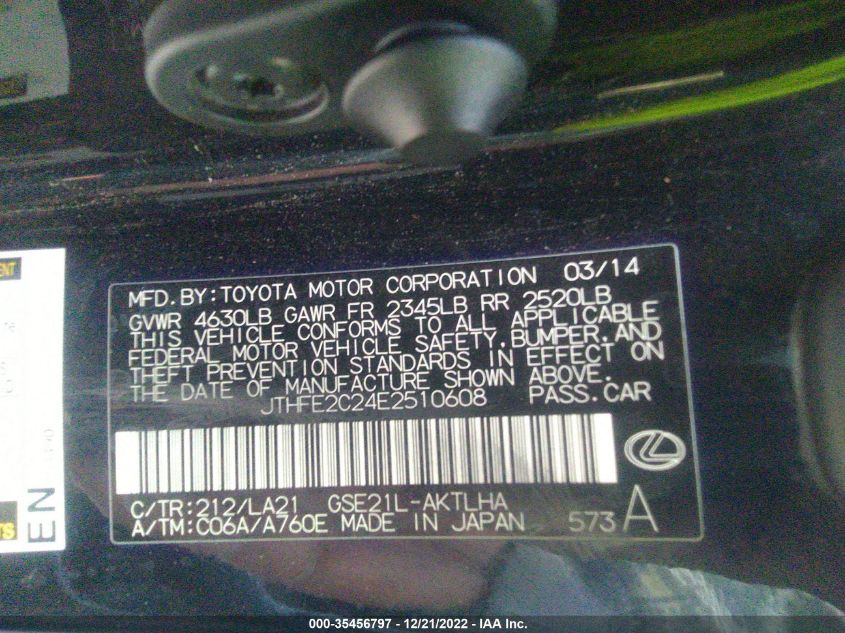 MFD.BY:TOYOTA MOTOR CORPORATION 03/14
GVWR 4630LB GAWR FR 2345LB RR 2520LB
THIS VEHICLE CONFORMS TO ALL APPLICABLE
FEDERAL MOTOR VEHICLE SAFETY,BUMPER,AND
THEFT PREVENTION STANDARDS IN EFFECT ON
THE DATE OF MANUFACTURE SHOWN ABOVE.
JTHFE2C24E2510608 PASS.CAR
C/TR:212/LA21 GSE21L-AKTLHA
A/TM:C06A/A760E MADE IN JAPAN 573 A
EN
000-35456797 - 12/21/2022 - IAA Inc.